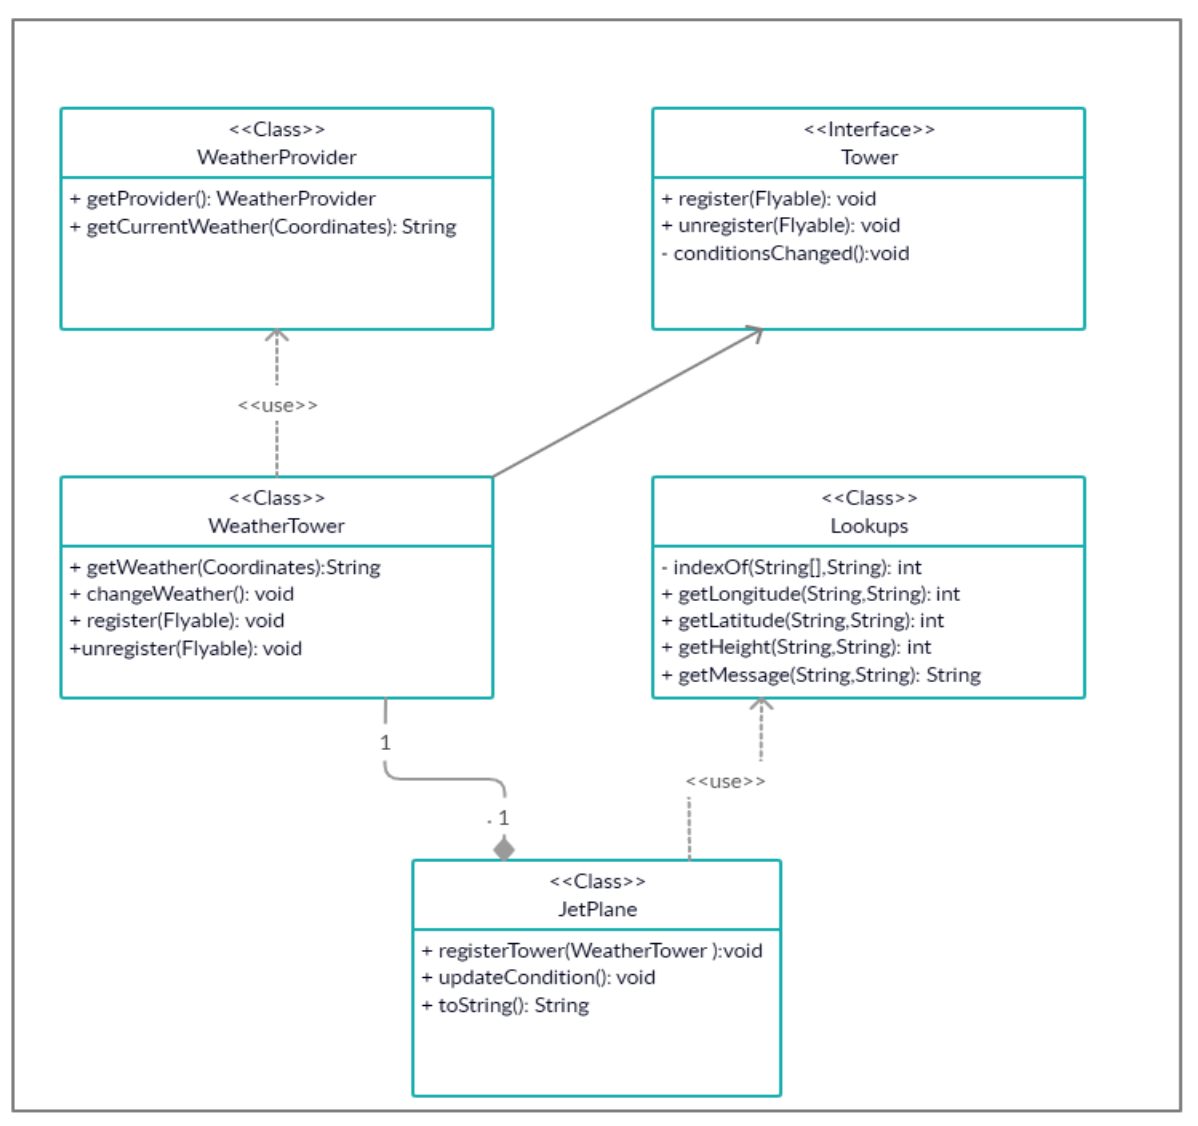 <<Class>>
WeatherProvider
+ getProvider(): WeatherProvider
+ getCurrentWeather(Coordinates): String
<<Interface>>
Tower
+ register(Flyable): void
+ unregister(Flyable): void
- conditionsChanged():void
<<use>>
<<Class>>
WeatherTower
+ getWeather(Coordinates):String
+ changeWeather(): void
+ register(Flyable): void
+unregister(Flyable): void
<<Class>>
Lookups
- indexOf(String[],String): int
+ getLongitude(String,String): int
+ getLatitude(String,String): int
+ getHeight(String,String): int
+ getMessage(String,String): String
1
. 1
<<use>>
<<Class>>
JetPlane
+ registerTower(WeatherTower ):void
+ updateCondition(): void
+ toString(): String